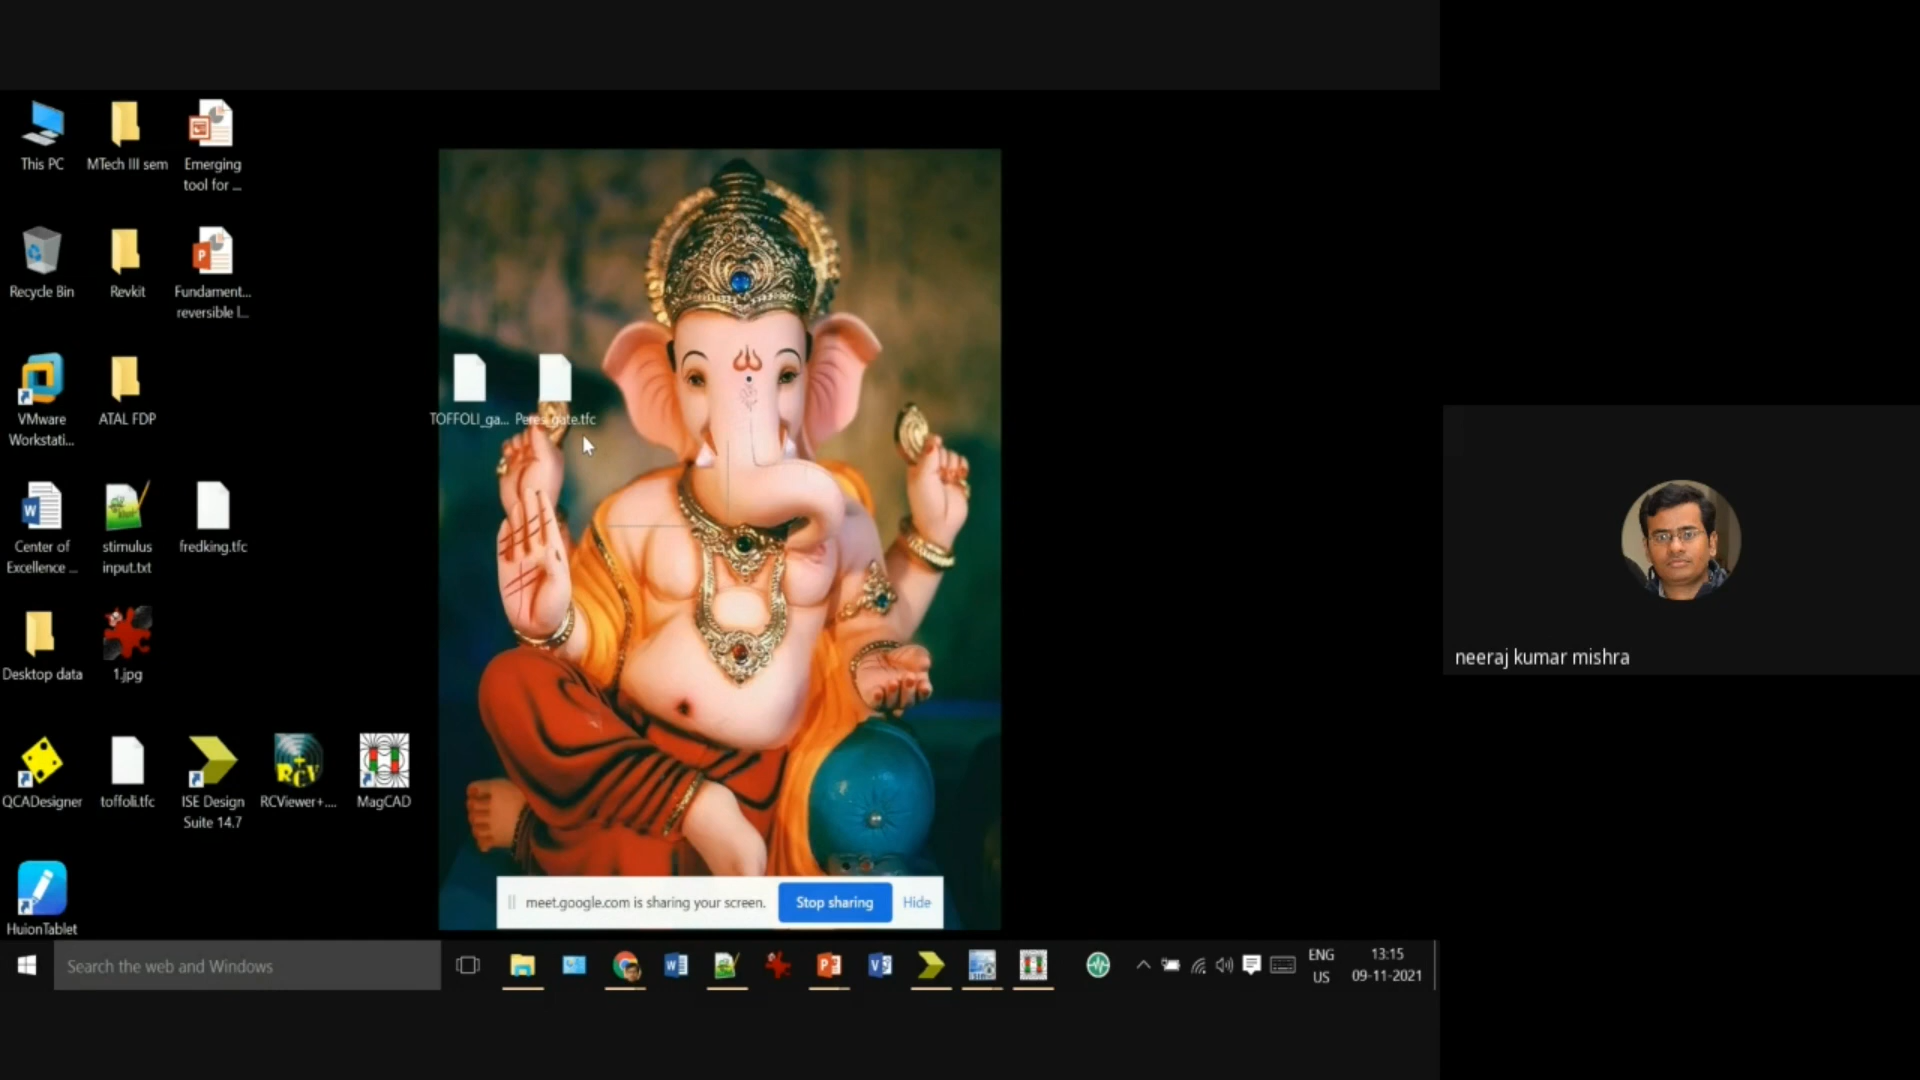 This PC
MTech III sem
Emerging
tool for ...
Recycle Bin
Revkit
Fundament...
reversible l...
VMware
Workstati...
ATAL FDP
TOFFOLI_ga...
Peres_gate.tfc
Center of
Excellence ...
stimulus
input.txt
fredking.tfc
Desktop data
1.jpg
QCADesigner
toffoli.tfc
ISE Design
Suite 14.7
RCViewer+....
MagCAD
HuionTablet
meet.google.com is sharing your screen.
Stop sharing
Hide
Search the web and Windows
ENG
US
13:15
09-11-2021
neeraj kumar mishra